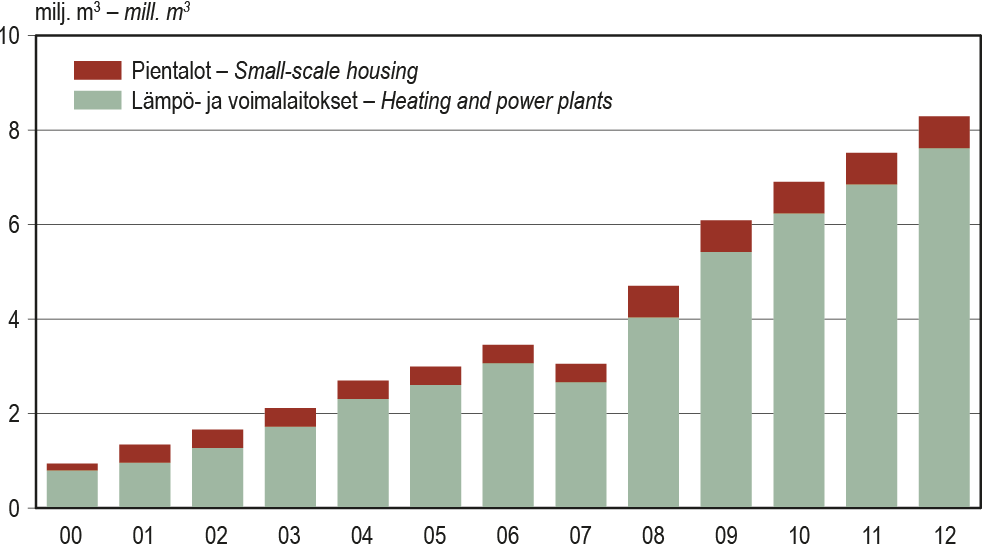 milj. m³ – mill. m³
10
Pientalot – Small-scale housing
Lämpö- ja voimalaitokset – Heating and power plants
8
6
4
2
0
00 01 02 03 04 05 06 07 08 09 10 11 12